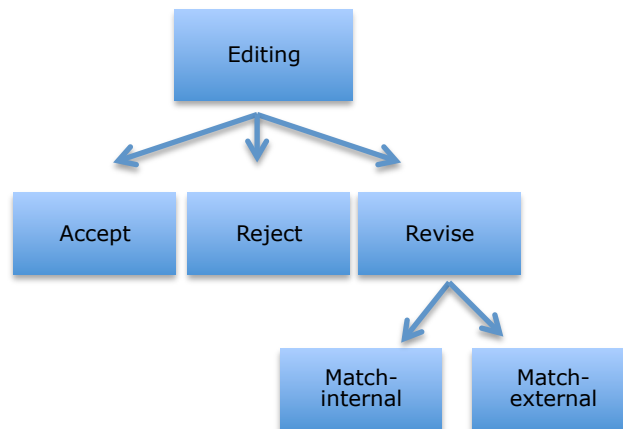 Editing
Accept
Reject
Revise
Match-
internal
Match-
external